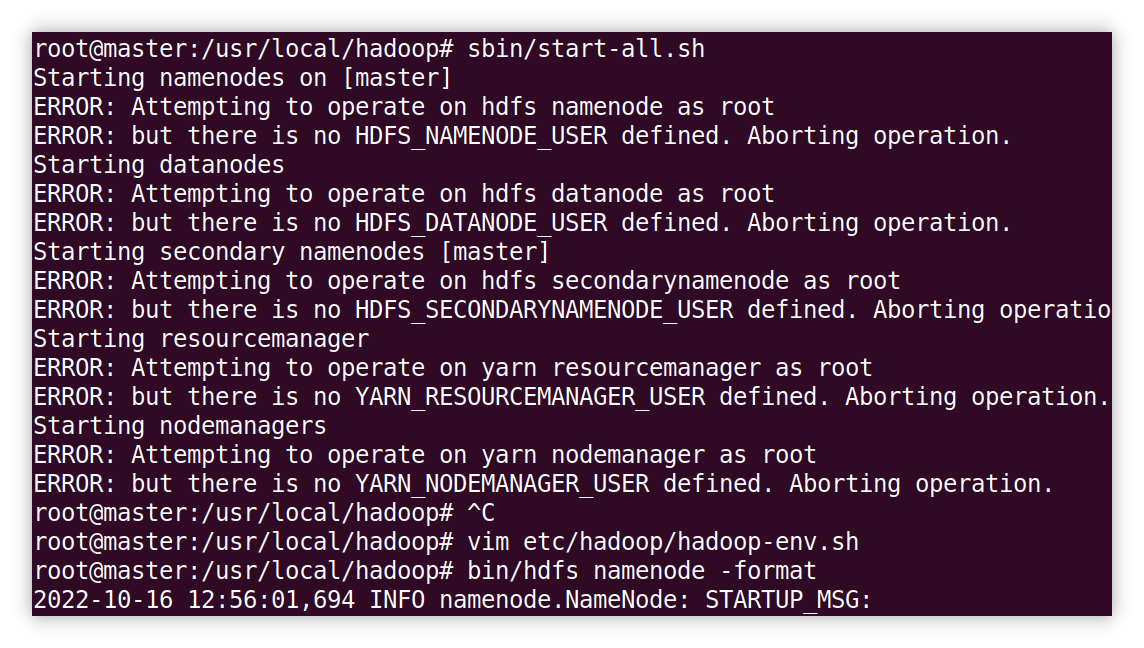 root@master:/usr/local/hadoop# sbin/start-all.sh
Starting namenodes on [master]
ERROR: Attempting to operate on hdfs namenode as root
ERROR: but there is no HDFS_NAMENODE_USER defined. Aborting operation.
Starting datanodes
ERROR: Attempting to operate on hdfs datanode as root
ERROR: but there is no HDFS_DATANODE_USER defined. Aborting operation.
Starting secondary namenodes [master]
ERROR: Attempting to operate on hdfs secondarynamenode as root
ERROR: but there is no HDFS_SECONDARYNAMENODE_USER defined. Aborting operatio
Starting resourcemanager
ERROR: Attempting to operate on yarn resourcemanager as root
ERROR: but there is no YARN_RESOURCEMANAGER_USER defined. Aborting operation.
Starting nodemanagers
ERROR: Attempting to operate on yarn nodemanager as root
ERROR: but there is no YARN_NODEMANAGER_USER defined. Aborting operation.
root@master:/usr/local/hadoop# ^C
root@master:/usr/local/hadoop# vim etc/hadoop/hadoop-env.sh
root@master:/usr/local/hadoop# bin/hdfs namenode -format
2022-10-16 12:56:01,694 INFO namenode.NameNode: STARTUP_MSG: